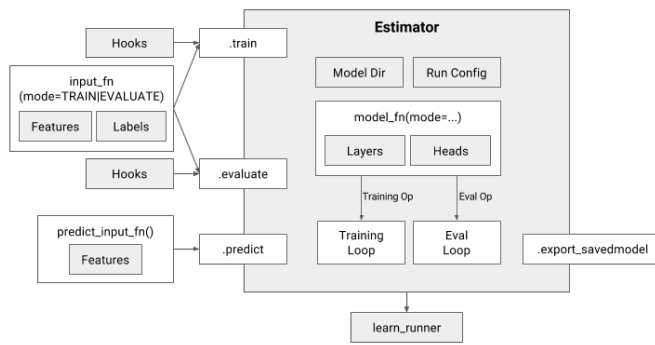 Estimator
Hooks
.train
input_fn
(mode=TRAIN|EVALUATE)
Features
Labels
Model Dir
Run Config
model_fn(mode=...)
Layers
Heads
Hooks
.evaluate
Training Op
Eval Op
predict_input_fn()
Features
.predict
Training
Loop
Eval
Loop
.export_savedmodel
learn_runner